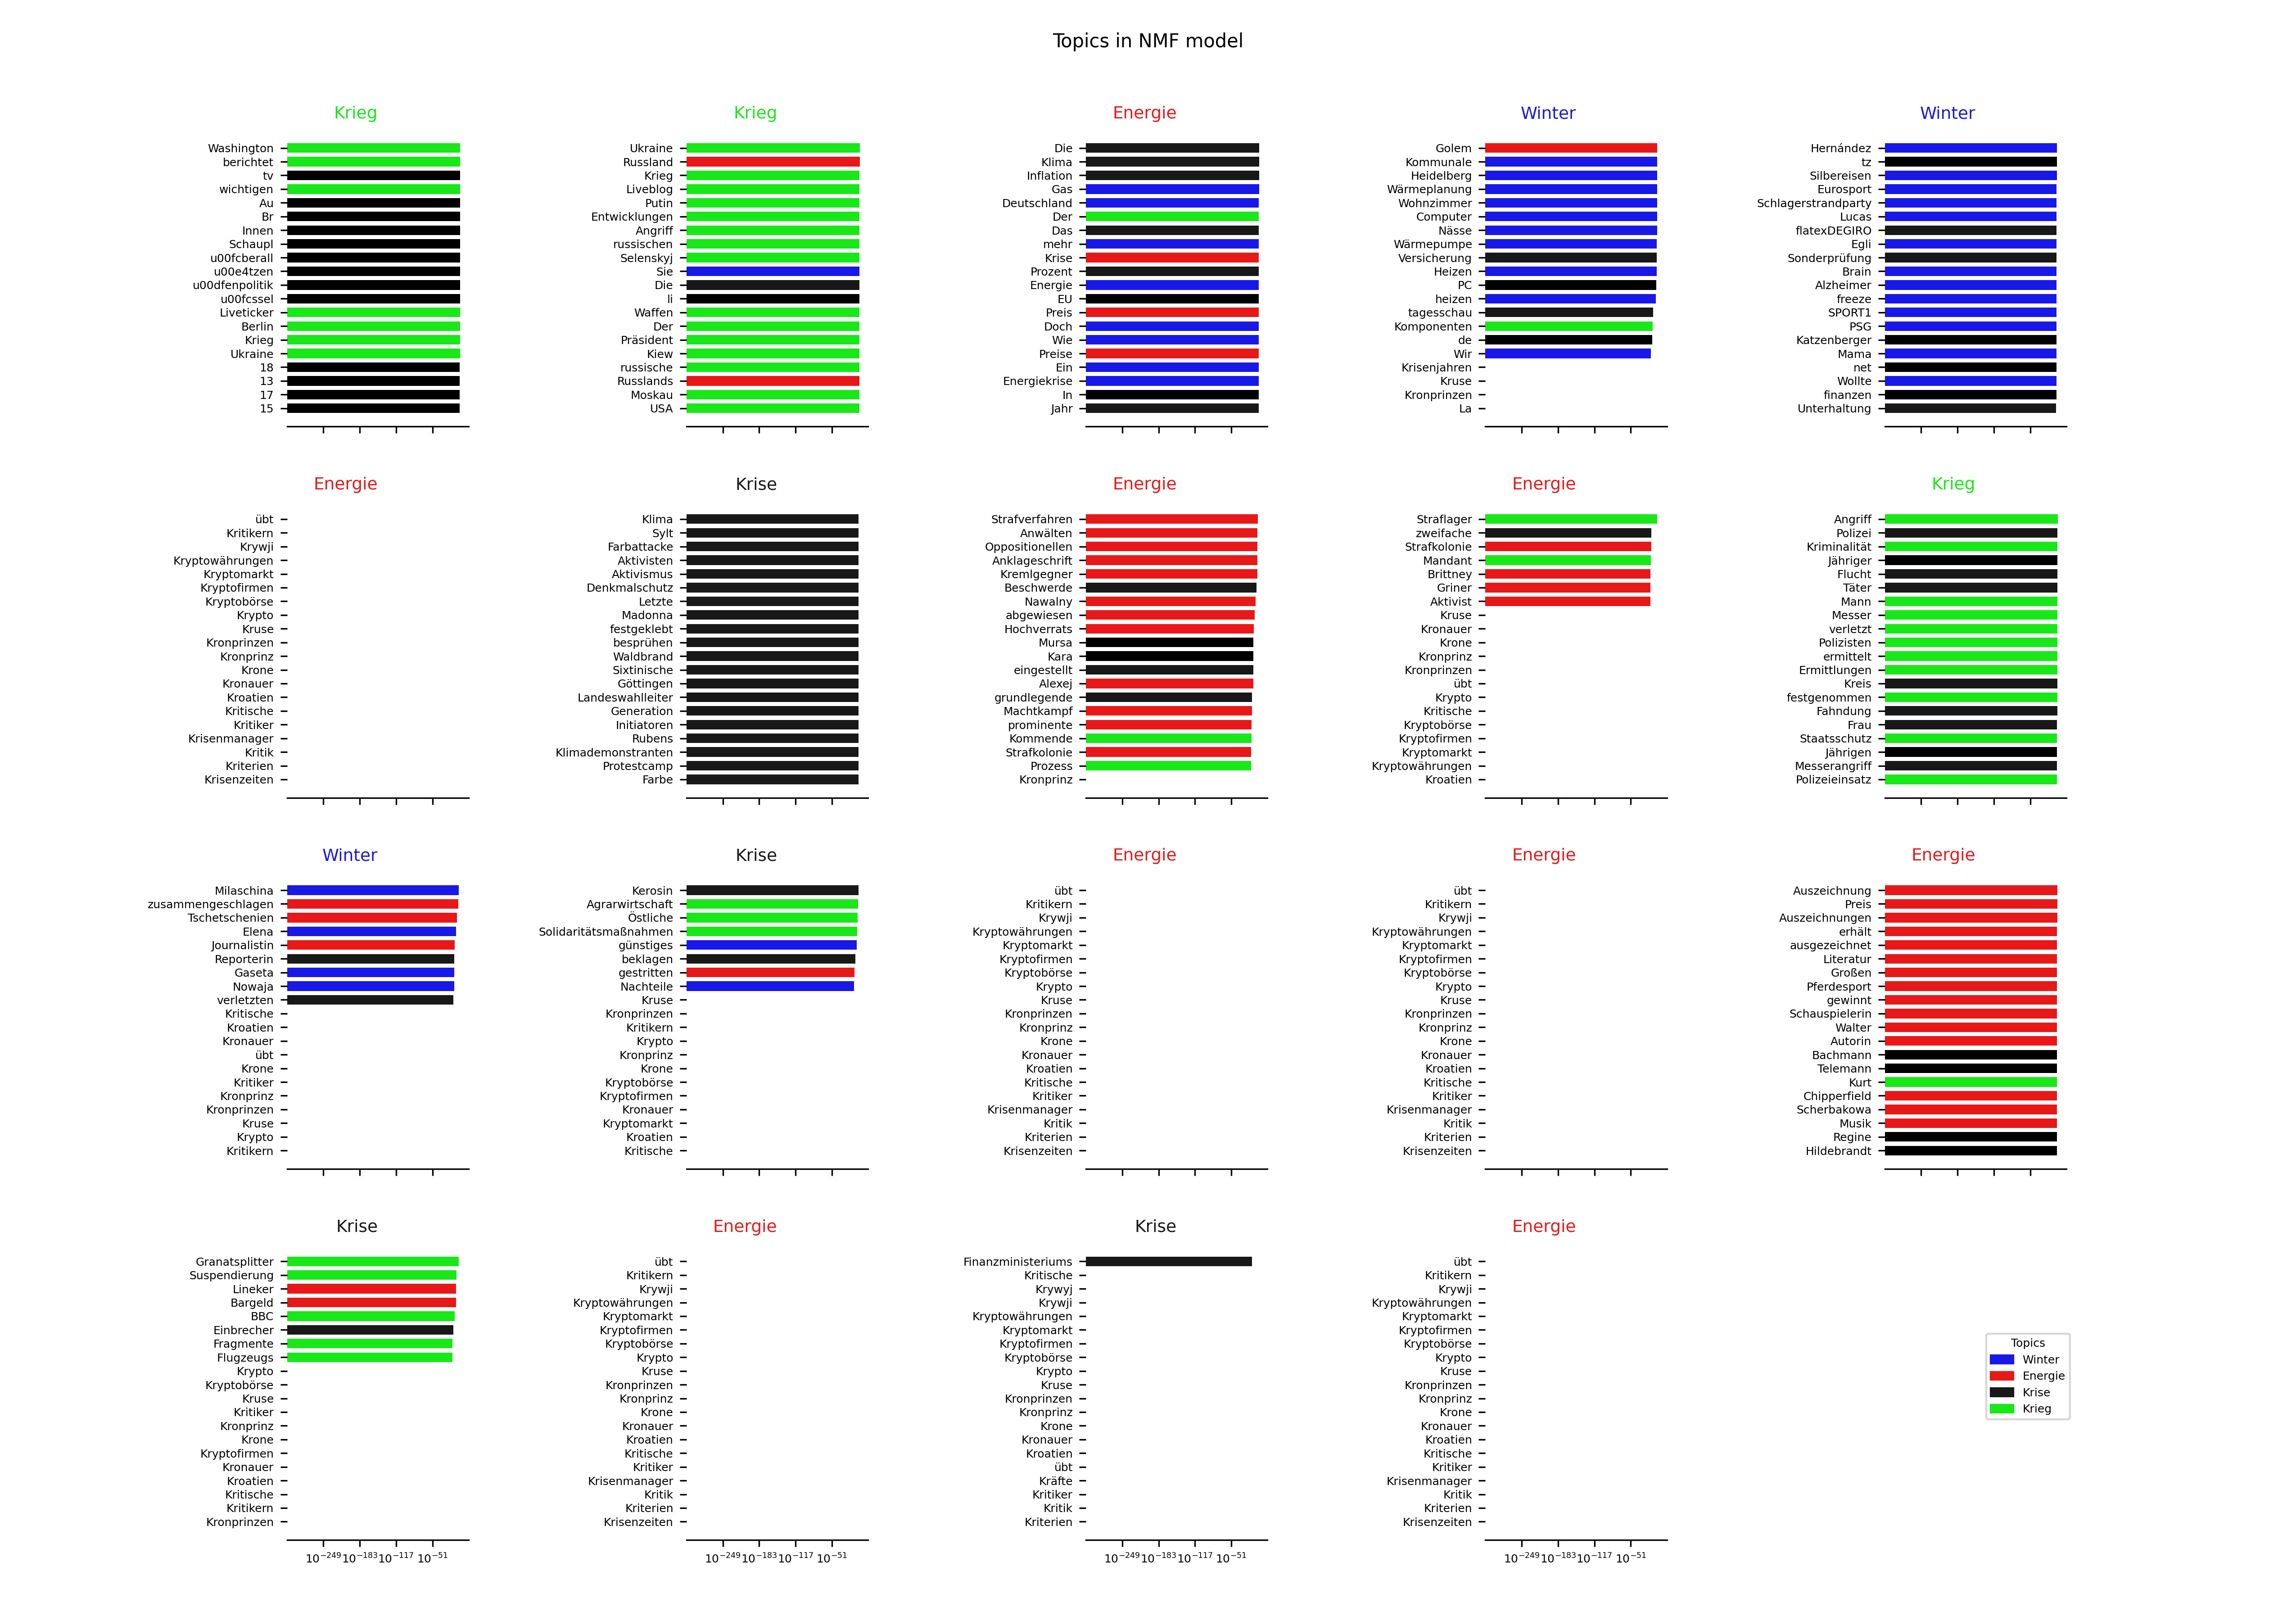 Topics in NMF model
Krieg
Washington
berichtet
tv
wichtigen
Au
Br
Innen
Schaupl
u00fcberall
u00e4tzen
u00dfenpolitik
u00fcssel
Liveticker
Berlin
Krieg
Ukraine
18
13
17
15
Krieg
Ukraine
Russland
Krieg
Liveblog
Putin
Entwicklungen
Angriff
russischen
Selenskyj
Sie
Die
li
Waffen
Der
Präsident
Kiew
russische
Russlands
Moskau
USA
Energie
Die
Klima
Inflation
Gas
Deutschland
Der
Das
mehr
Krise
Prozent
Energie
EU
Preis
Doch
Wie
Preise
Ein
Energiekrise
In
Jahr
Winter
Golem
Kommunale
Heidelberg
Wärmeplanung
Wohnzimmer
Computer
Nässe
Wärmepumpe
Versicherung
Heizen
PC
heizen
tagesschau
Komponenten
de
Wir
Krisenjahren
Kruse
Kronprinzen
La
Winter
Hernández
tz
Silbereisen
Eurosport
Schlagerstrandparty
Lucas
flatexDEGIRO
Egli
Sonderprüfung
Brain
Alzheimer
freeze
SPORT1
PSG
Katzenberger
Mama
net
Wollte
finanzen
Unterhaltung
Energie
übt
Kritikern
Krywji
Kryptowährungen
Kryptomarkt
Kryptofirmen
Kryptobörse
Krypto
Kruse
Kronprinzen
Kronprinz
Krone
Kronauer
Kroatien
Kritische
Kritiker
Krisenmanager
Kritik
Kriterien
Krisenzeiten
Krise
Klima
Sylt
Farbattacke
Aktivisten
Aktivismus
Denkmalschutz
Letzte
Madonna
festgeklebt
besprühen
Waldbrand
Sixtinische
Göttingen
Landeswahlleiter
Generation
Initiatoren
Rubens
Klimademonstranten
Protestcamp
Farbe
Energie
Strafverfahren
Anwälten
Oppositionellen
Anklageschrift
Kremlgegner
Beschwerde
Nawalny
abgewiesen
Hochverrats
Mursa
Kara
eingestellt
Alexej
grundlegende
Machtkampf
prominente
Kommende
Strafkolonie
Prozess
Kronprinz
Energie
Straflager
zweifache
Strafkolonie
Mandant
Brittney
Griner
Aktivist
Kruse
Kronauer
Krone
Kronprinz
Kronprinzen
übt
Krypto
Kritische
Kryptobörse
Kryptofirmen
Kryptomarkt
Kryptowährungen
Kroatien
Krieg
Angriff
Polizei
Kriminalität
Jähriger
Flucht
Täter
Mann
Messer
verletzt
Polizisten
ermittelt
Ermittlungen
Kreis
festgenommen
Fahndung
Frau
Staatsschutz
Jährigen
Messerangriff
Polizeieinsatz
Winter
Milaschina
zusammengeschlagen
Tschetschenien
Elena
Journalistin
Reporterin
Gaseta
Nowaja
verletzten
Kritische
Kroatien
Kronauer
übt
Krone
Kritiker
Kronprinz
Kronprinzen
Kruse
Krypto
Kritikern
Krise
Kerosin
Agrarwirtschaft
Östliche
Solidaritätsmaßnahmen
günstiges
beklagen
gestritten
Nachteile
Kruse
Kronprinzen
Kritikern
Krypto
Kronprinz
Krone
Kryptobörse
Kryptofirmen
Kronauer
Kryptomarkt
Kroatien
Kritische
Energie
übt
Kritikern
Krywji
Kryptowährungen
Kryptomarkt
Kryptofirmen
Kryptobörse
Krypto
Kruse
Kronprinzen
Kronprinz
Krone
Kronauer
Kroatien
Kritische
Kritiker
Krisenmanager
Kritik
Kriterien
Krisenzeiten
Energie
übt
Kritikern
Krywji
Kryptowährungen
Kryptomarkt
Kryptofirmen
Kryptobörse
Krypto
Kruse
Kronprinzen
Kronprinz
Krone
Kronauer
Kroatien
Kritische
Kritiker
Krisenmanager
Kritik
Kriterien
Krisenzeiten
Energie
Auszeichnung
Preis
Auszeichnungen
erhält
ausgezeichnet
Literatur
Großen
Pferdesport
gewinnt
Schauspielerin
Walter
Autorin
Bachmann
Telemann
Kurt
Chipperfield
Scherbakowa
Musik
Regine
Hildebrandt
Krise
Granatsplitter
Suspendierung
Lineker
Bargeld
BBC
Einbrecher
Fragmente
Flugzeugs
Krypto
Kryptobörse
Kruse
Kritiker
Kronprinz
Krone
Kryptofirmen
Kronauer
Kroatien
Kritische
Kritikern
Kronprinzen
10^−249 10^−183 10^−117 10^−51
Energie
übt
Kritikern
Krywji
Kryptowährungen
Kryptomarkt
Kryptofirmen
Kryptobörse
Krypto
Kruse
Kronprinzen
Kronprinz
Krone
Kronauer
Kroatien
Kritische
Kritiker
Krisenmanager
Kritik
Kriterien
Krisenzeiten
10^−249 10^−183 10^−117 10^−51
Krise
Finanzministeriums
Kritische
Krywyj
Krywji
Kryptowährungen
Kryptomarkt
Kryptofirmen
Kryptobörse
Krypto
Kruse
Kronprinzen
Kronprinz
Krone
Kronauer
Kroatien
übt
Kräfte
Kritiker
Kritik
Kriterien
10^−249 10^−183 10^−117 10^−51
Energie
übt
Kritikern
Krywji
Kryptowährungen
Kryptomarkt
Kryptofirmen
Kryptobörse
Krypto
Kruse
Kronprinzen
Kronprinz
Krone
Kronauer
Kroatien
Kritische
Kritiker
Krisenmanager
Kritik
Kriterien
Krisenzeiten
10^−249 10^−183 10^−117 10^−51
Topics
Winter
Energie
Krise
Krieg